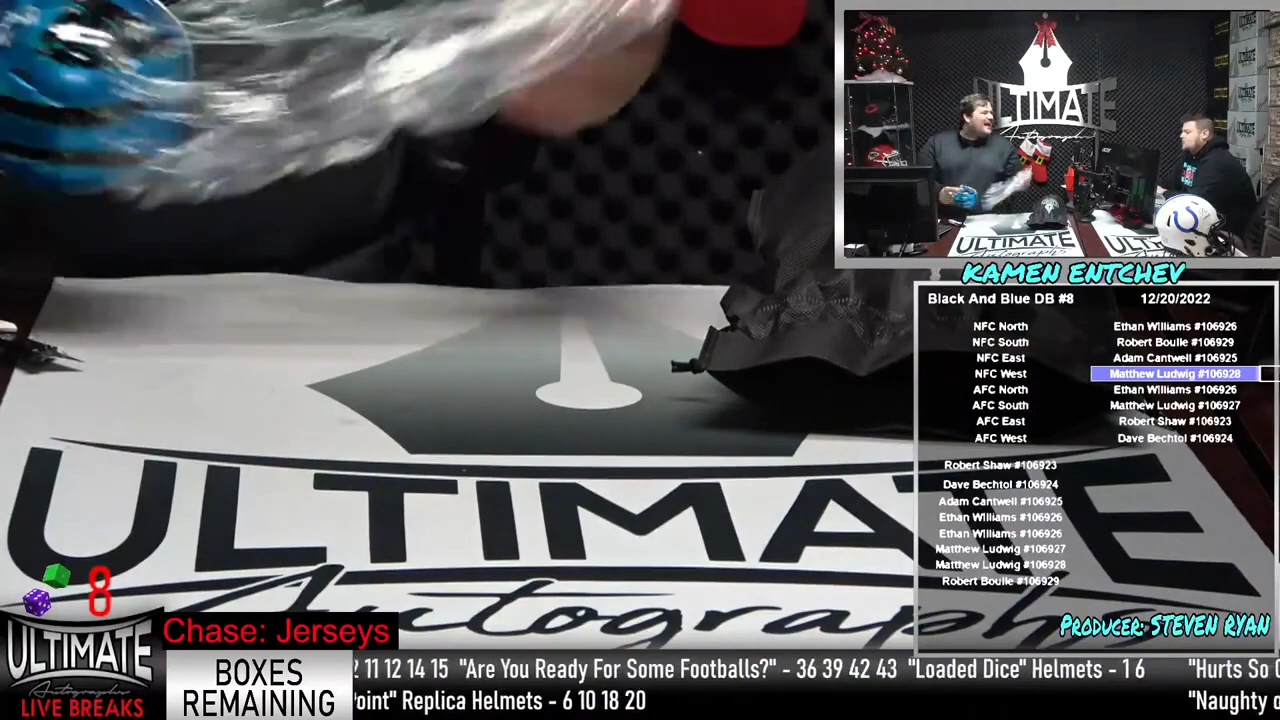 ULTIMATE
Autographs
KAMEN ENTCHEV
Black And Blue DB #8 12/20/2022
NFC North Ethan Williams #106926
NFC South Robert Boulle #106929
NFC East Adam Cantwell #106925
NFC West Matthew Ludwig #106928
AFC North Ethan Williams #106926
AFC South Matthew Ludwig #106927
AFC East Robert Shaw #106923
AFC West Dave Bechtol #106924
Robert Shaw #106923
Dave Bechtol #106924
Adam Cantwell #106925
Ethan Williams #106926
Ethan Williams #106926
Matthew Ludwig #106927
Matthew Ludwig #106928
Robert Boulle #106929
PRODUCER: STEVEN RYAN
ULTIMATE
Autographs
8
Chase: Jerseys
ULTIMATE
Autographs
LIVE BREAKS
BOXES
REMAINING
2 11 12 14 15 "Are You Ready For Some Footballs?" - 36 39 42 43 "Loaded Dice" Helmets - 1 6 "Hurts So
Point" Replica Helmets - 6 10 18 20 "Naughty